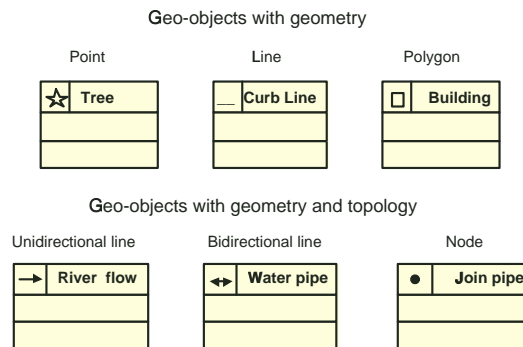 Geo-objects with geometry
Point Line Polygon
Tree Curb Line Building
Geo-objects with geometry and topology
Unidirectional line Bidirectional line Node
River flow Water pipe Join pipe